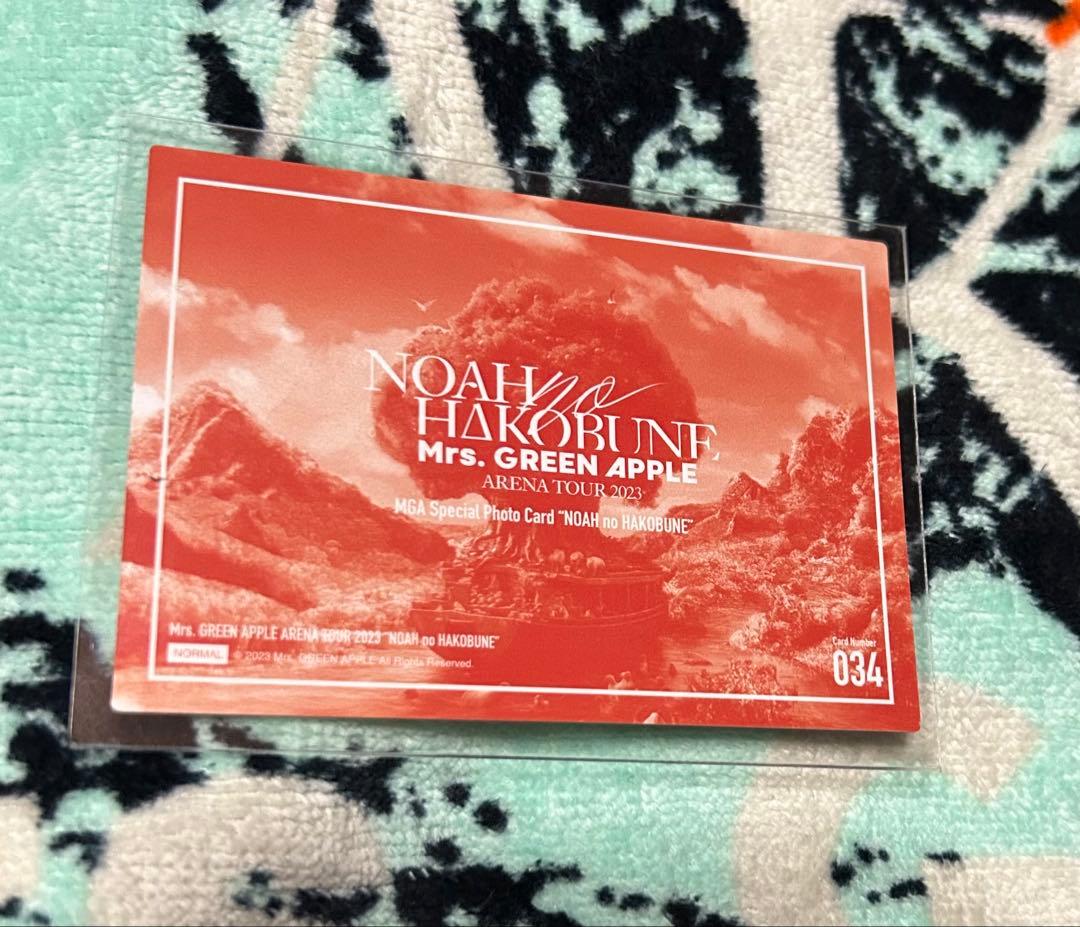 NOAH no
HAKOBUNE
Mrs. GREEN APPLE
ARENA TOUR 2023
MGA Special Photo Card "NOAH no HAKOBUNE"
Mrs. GREEN APPLE ARENA TOUR 2023 "NOAH no HAKOBUNE"
NORMAL © 2023 Mrs. GREEN APPLE All Rights Reserved.
Card Number
034